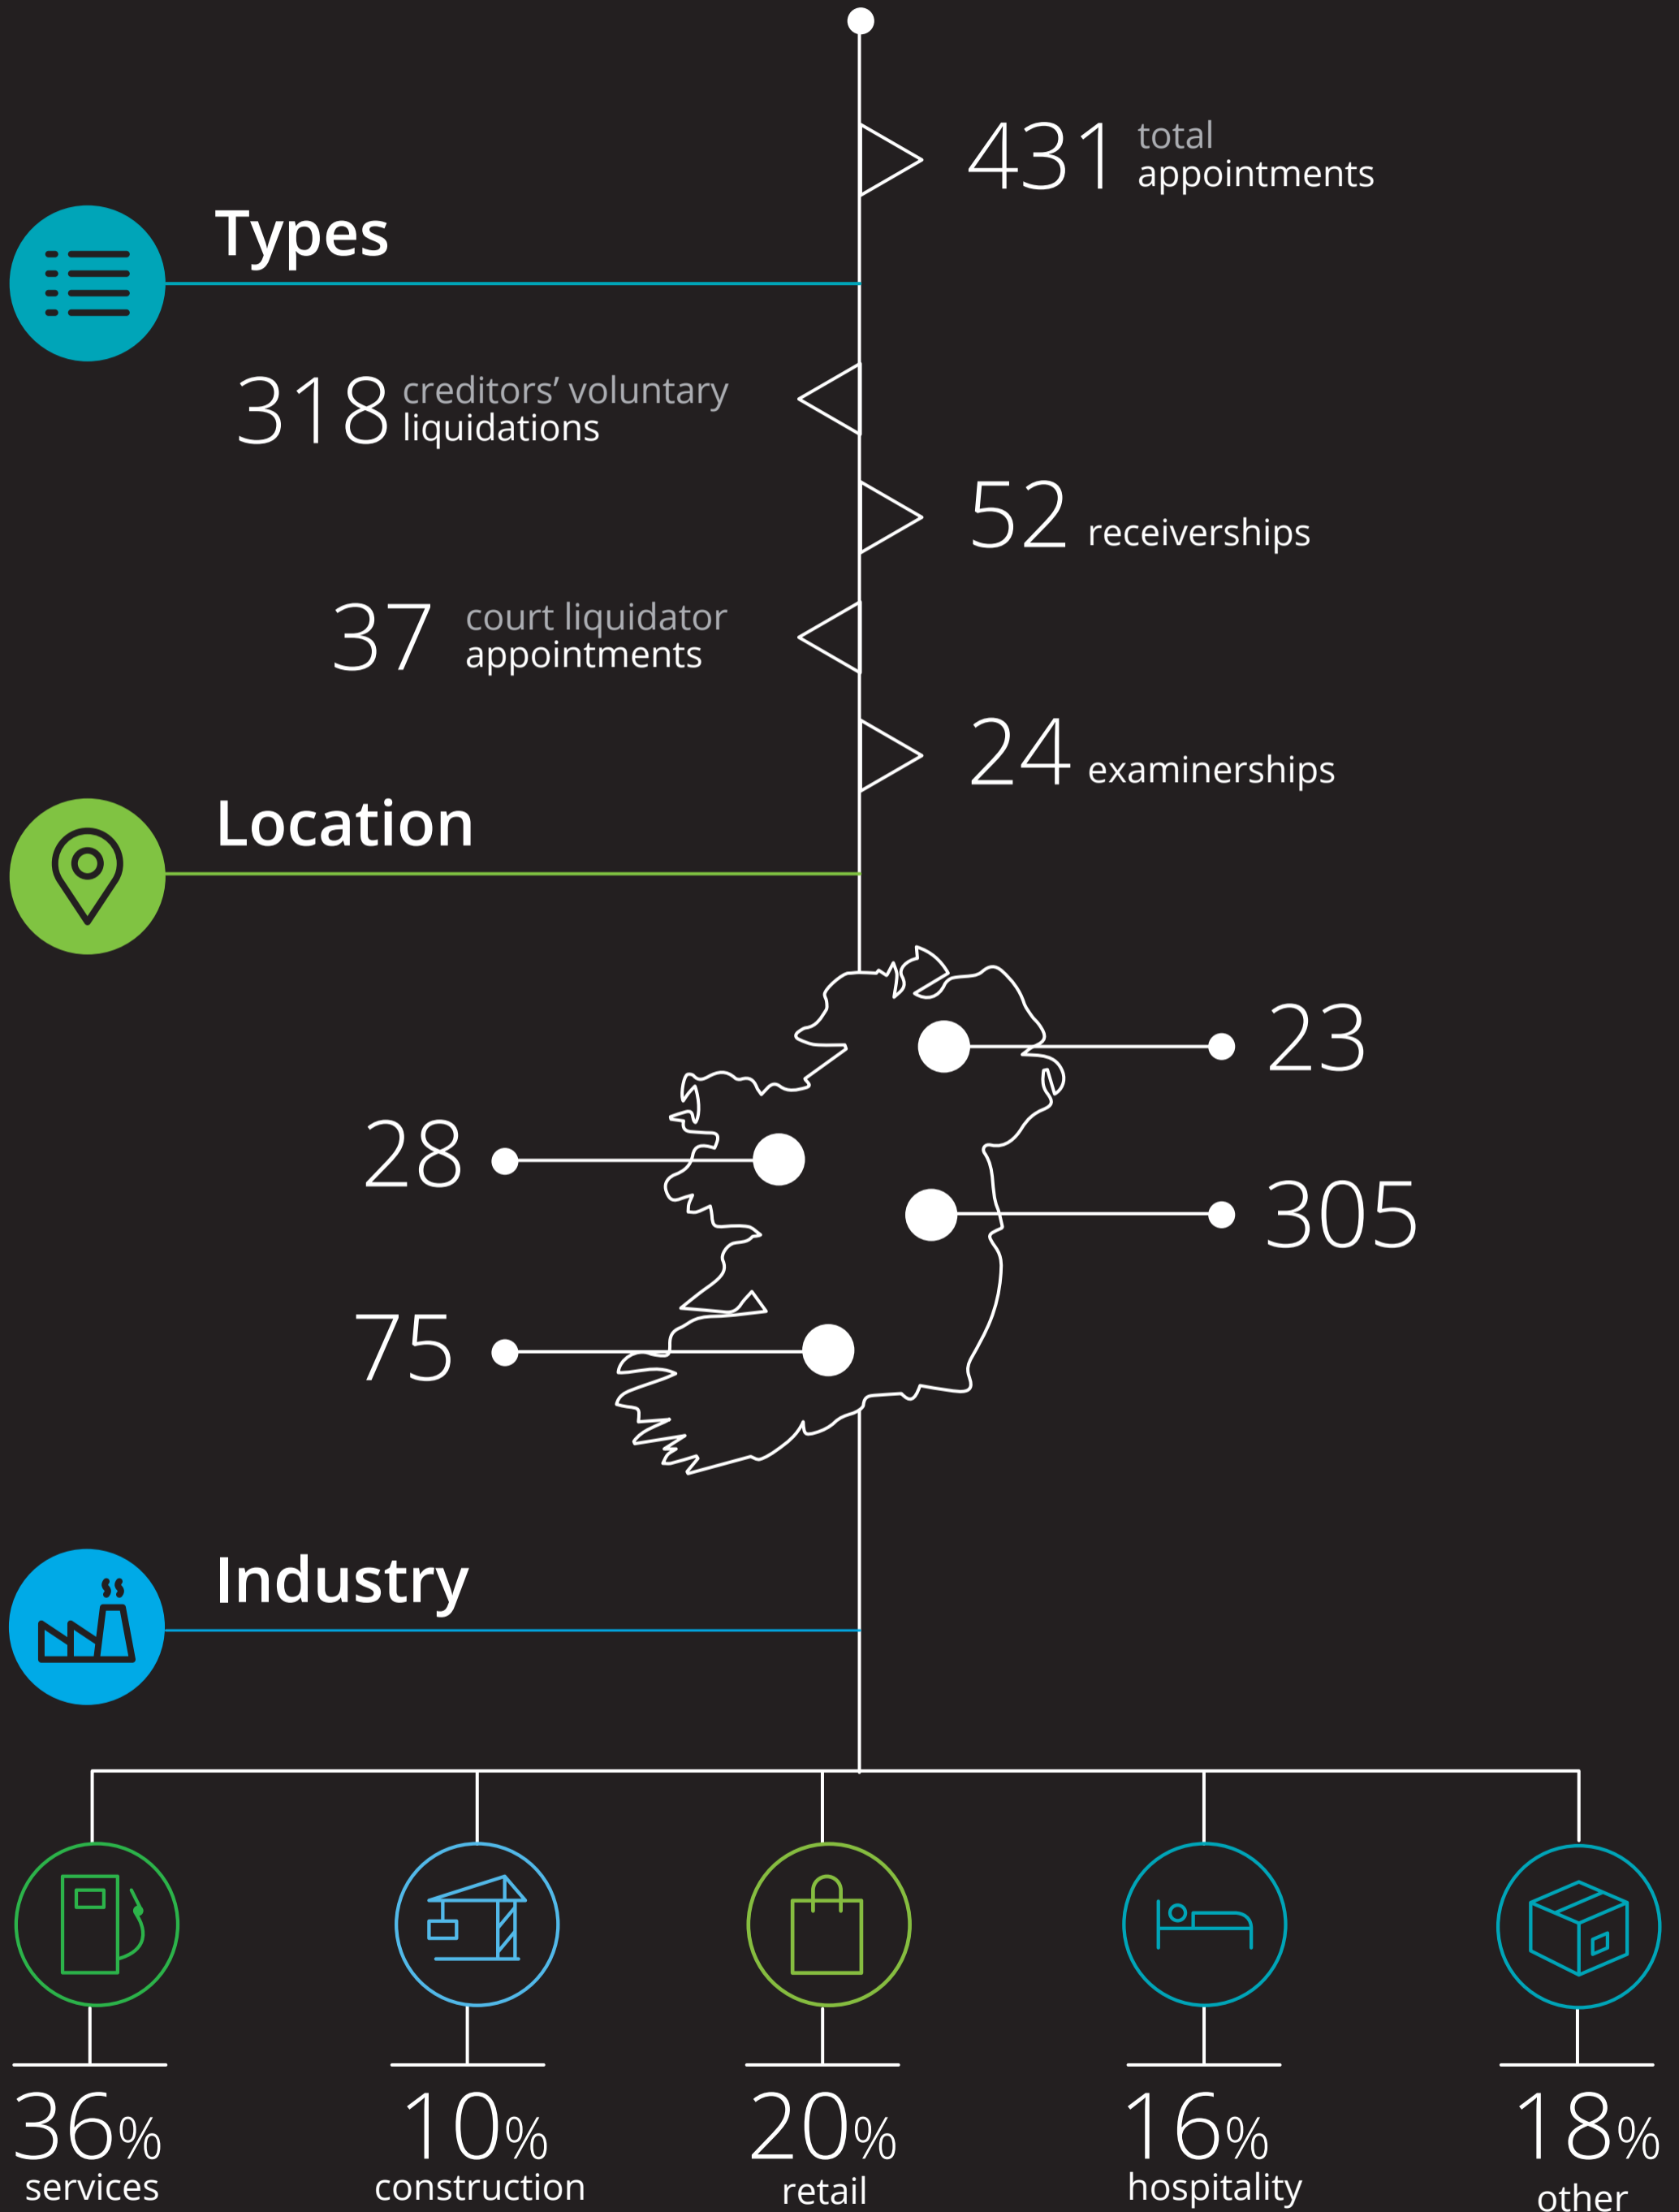 431 total
appointments
Types
318 creditors’ voluntary
liquidations
52 receiverships
37 court liquidator
appointments
24 examinerships
Location
23
28
305
75
Industry
36%
services
10%
construction
20%
retail
16%
hospitality
18%
other